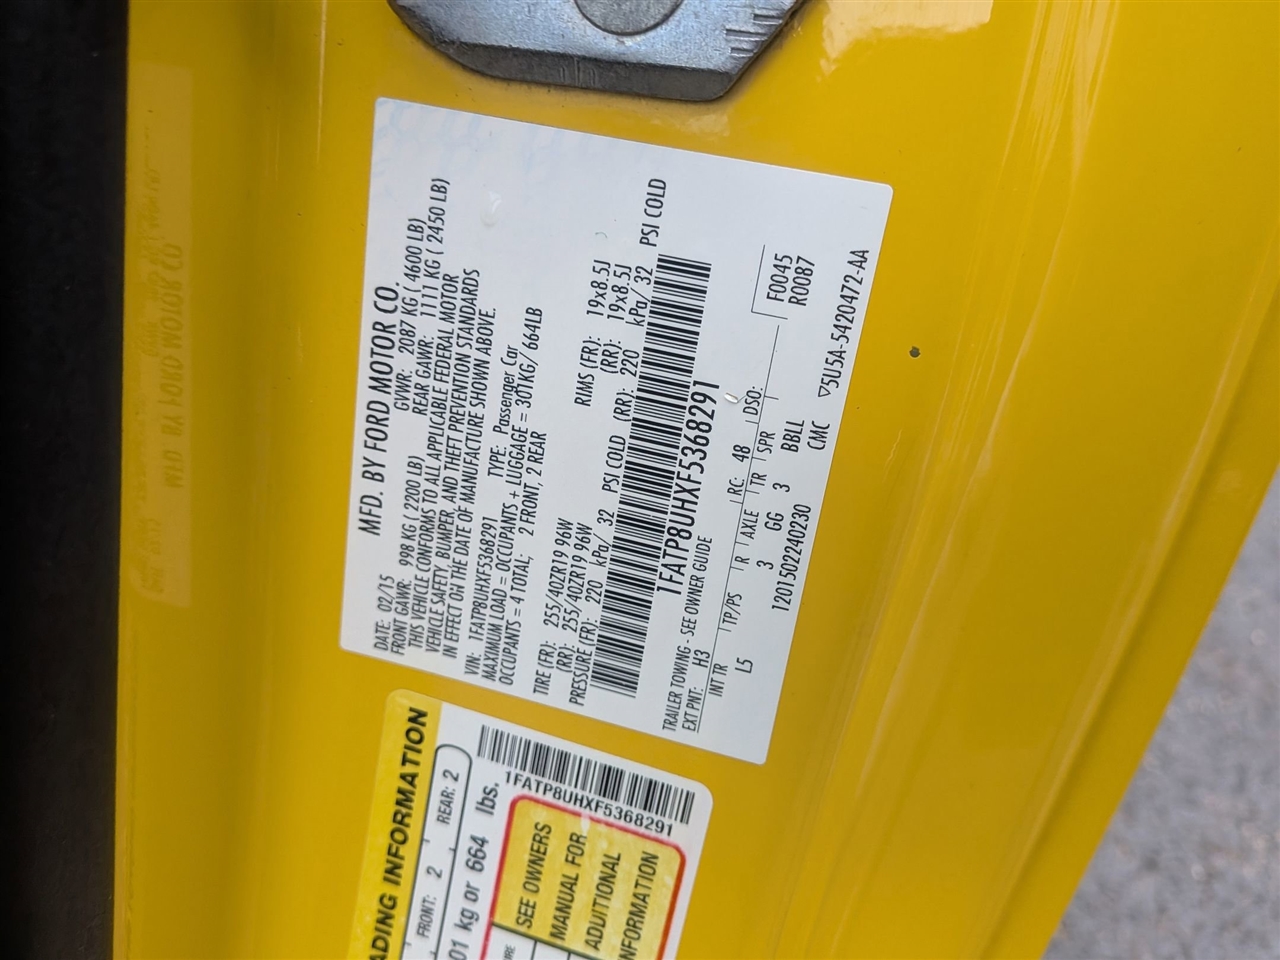 MFD. BY FORD MOTOR CO.
DATE: 02/15 GVWR: 2087 KG ( 4600 LB)
FRONT GAWR: 998 KG ( 2200 LB) REAR GAWR: 1111 KG ( 2450 LB)
THIS VEHICLE CONFORMS TO ALL APPLICABLE FEDERAL MOTOR
VEHICLE SAFETY, BUMPER, AND THEFT PREVENTION STANDARDS
IN EFFECT ON THE DATE OF MANUFACTURE SHOWN ABOVE.
VIN: 1FATP8UHXF5368291 TYPE: Passenger Car
MAXIMUM LOAD = OCCUPANTS + LUGGAGE = 301KG/664LB
OCCUPANTS = 4 TOTAL; 2 FRONT, 2 REAR
TIRE (FR): 255/40ZR19 96W RIMS (FR): 19x8.5J
(RR): 255/40ZR19 96W (RR): 19x8.5J
PRESSURE (FR): 220 kPa/ 32 PSI COLD (RR): 220 kPa/ 32 PSI COLD
1FATP8UHXF5368291
TRAILER TOWING - SEE OWNER GUIDE
EXT PNT: H3 RC: 48 DSO:
INT TR TP/PS R AXLE TR SPR
L5 3 GG 3 BBLL
1201502240230 CMC
F0045
R0087
▽5U5A-5420472-AA
ADING INFORMATION
FRONT: 2 REAR: 2
01 kg or 664 lbs.
1FATP8UHXF5368291
SEE OWNERS
MANUAL FOR
ADDITIONAL
NFORMATION